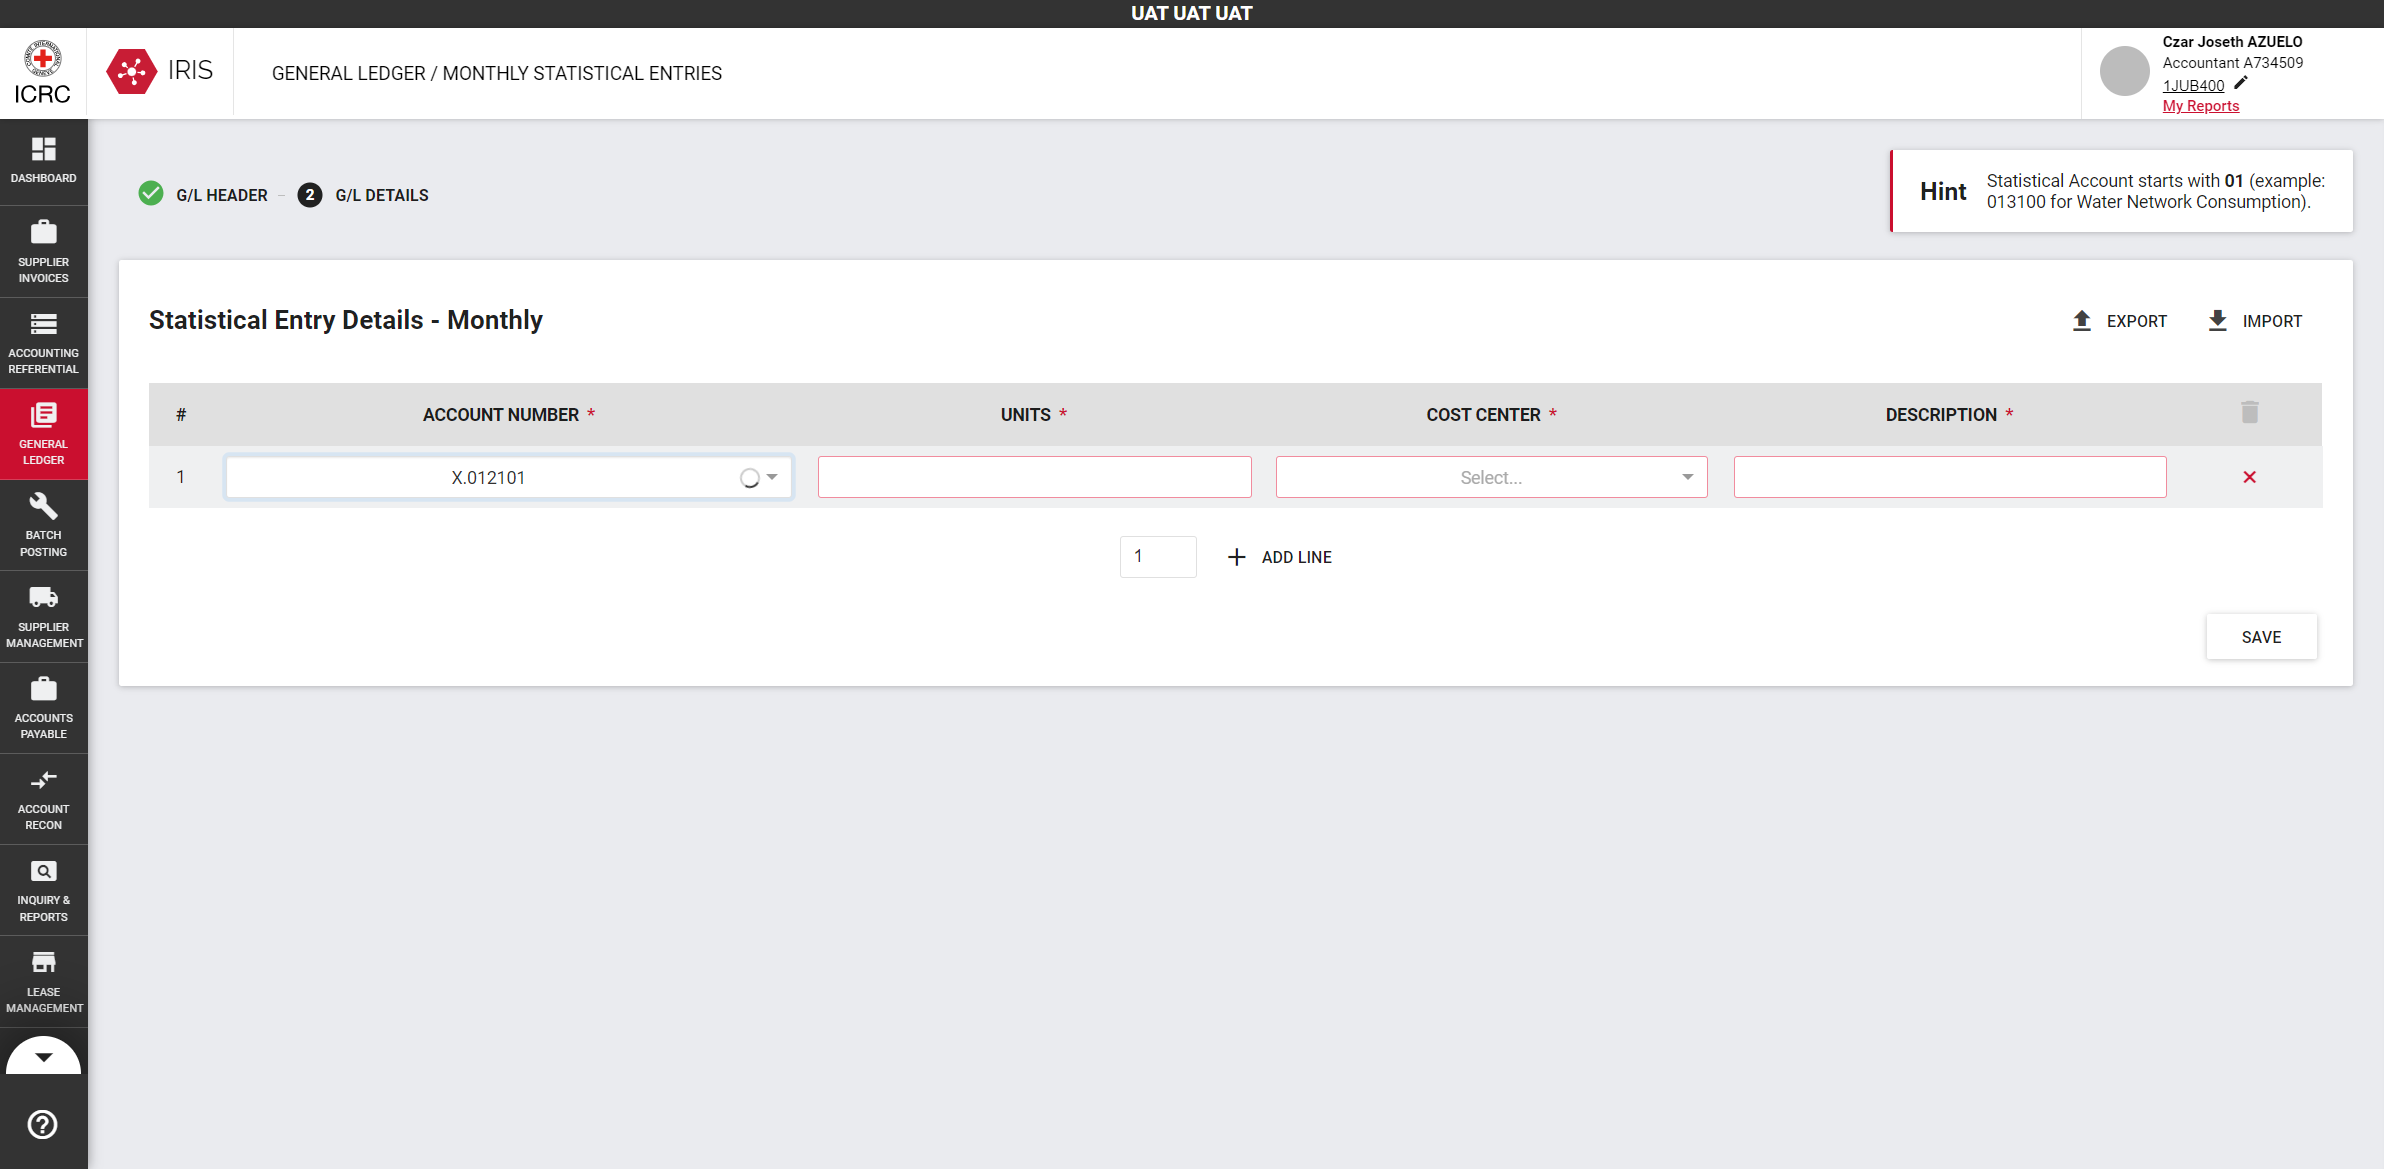 UAT UAT UAT
ICRC
IRIS
GENERAL LEDGER / MONTHLY STATISTICAL ENTRIES
Czar Joseth AZUELO
Accountant A734509
1JUB400
My Reports
DASHBOARD
SUPPLIER
INVOICES
ACCOUNTING
REFERENTIAL
GENERAL
LEDGER
BATCH
POSTING
SUPPLIER
MANAGEMENT
ACCOUNTS
PAYABLE
ACCOUNT
RECON
INQUIRY &
REPORTS
LEASE
MANAGEMENT
G/L HEADER – 2 G/L DETAILS
Hint
Statistical Account starts with 01 (example:
013100 for Water Network Consumption).
Statistical Entry Details - Monthly
EXPORT
IMPORT
# ACCOUNT NUMBER * UNITS * COST CENTER * DESCRIPTION *
1 X.012101 Select...
1 ADD LINE
SAVE